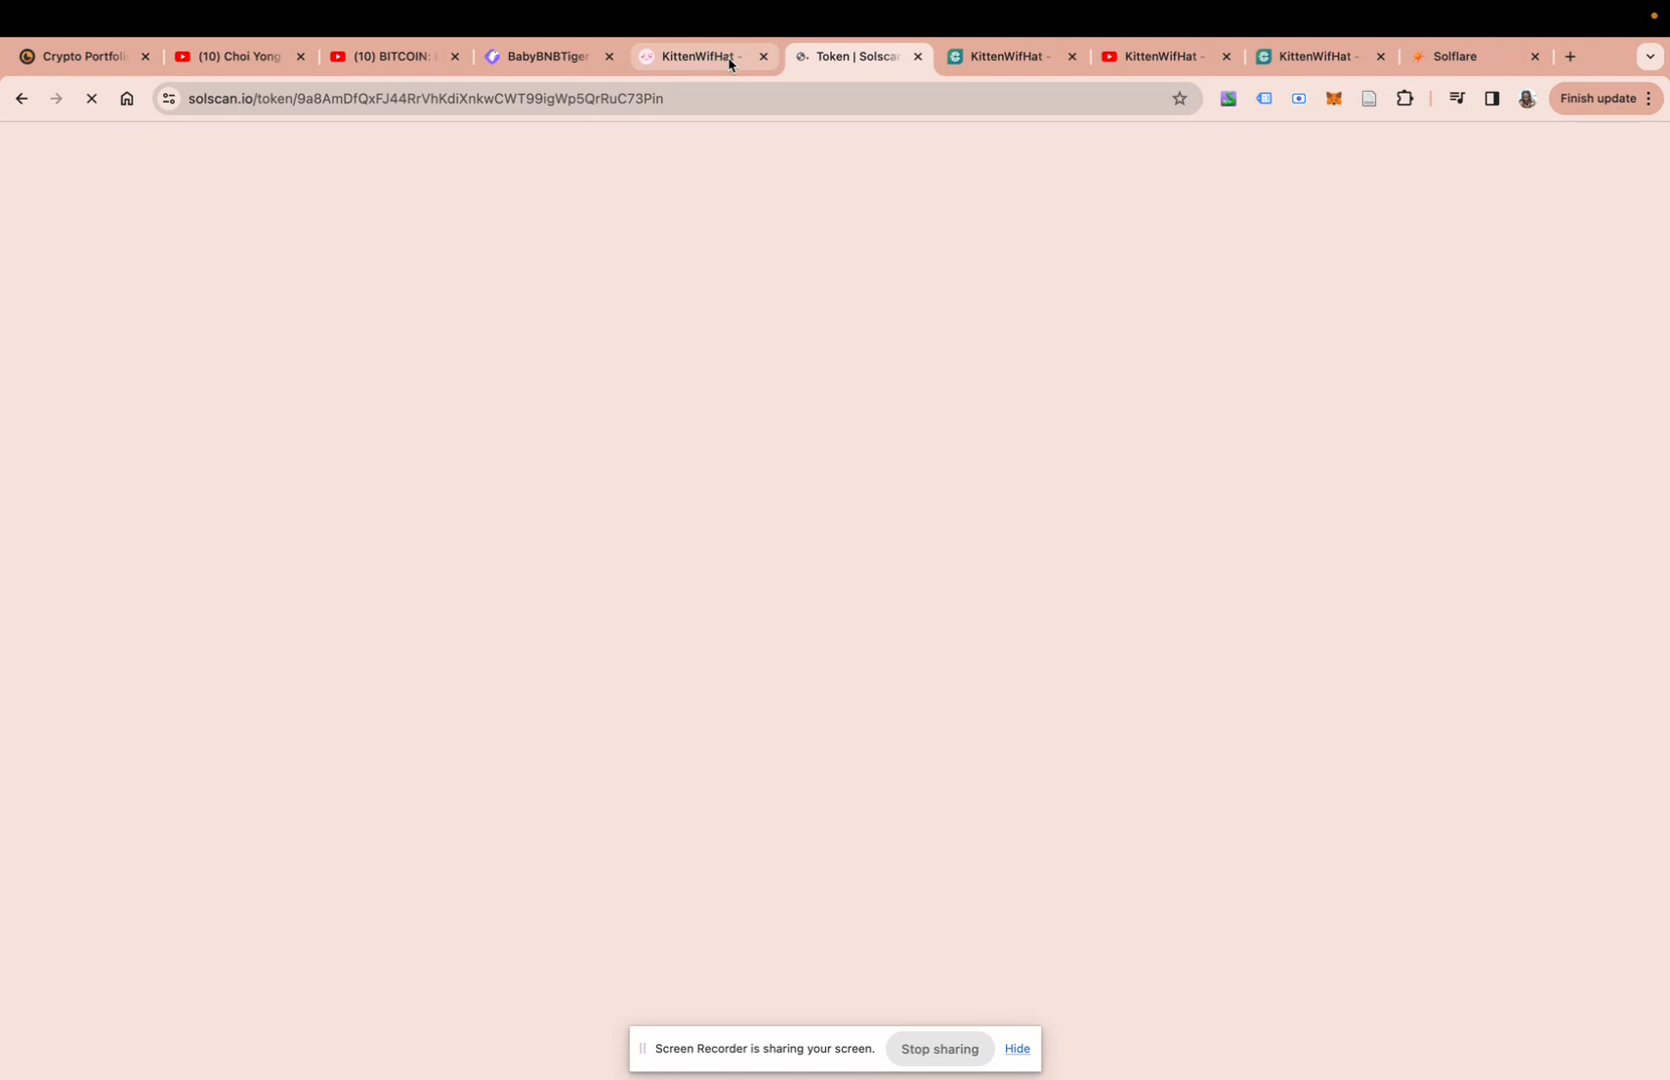 Crypto Portfoli
(10) Choi Yong
(10) BITCOIN:
BabyBNBTiger
KittenWifHat -
Token | Solsca
KittenWifHat -
KittenWifHat -
KittenWifHat -
Solflare
solscan.io/token/9a8AmDfQxFJ44RrVhKdiXnkwCWT99igWp5QrRuC73Pin
Finish update
Screen Recorder is sharing your screen.
Stop sharing
Hide